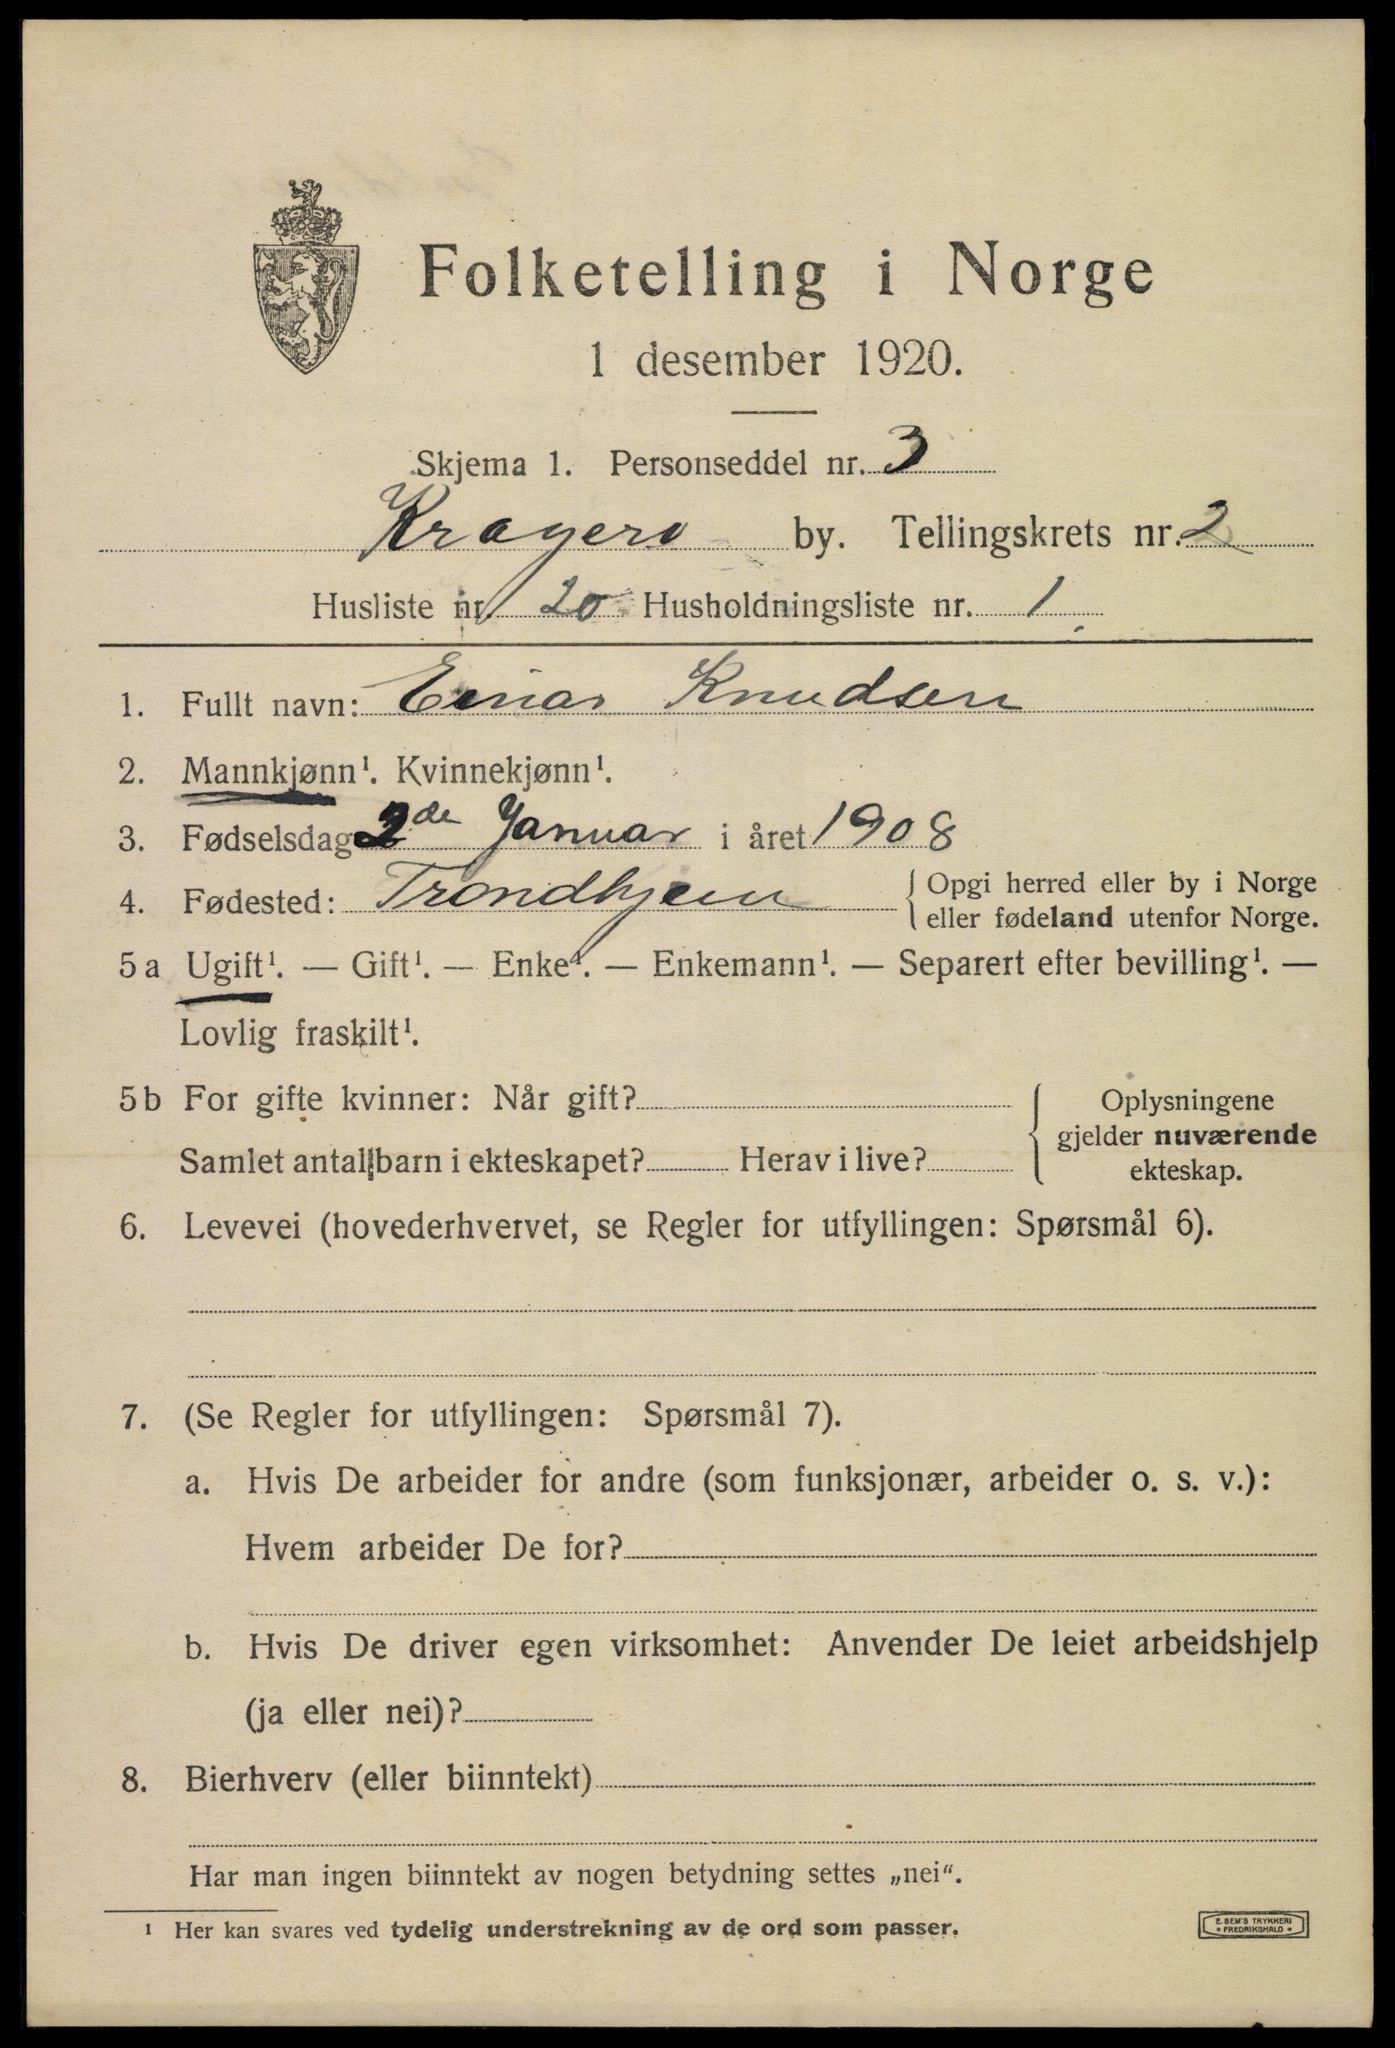 Folketelling i Norge
1 desember 1920.
Skjema 1. Personseddel nr. 3
Kragerø by. Tellingskrets nr. 2
Husliste nr. 20 Husholdningsliste nr. 1
1. Fullt navn: Einar Knudsen
2. Mannkjønn¹. Kvinnekjønn¹.
3. Fødselsdag 2de Januar i året 1908
4. Fødested: Trondhjem { Opgi herred eller by i Norge
eller fødeland utenfor Norge.
5 a Ugift¹. — Gift¹. — Enke¹. — Enkemann¹. — Separert efter bevilling¹. —
Lovlig fraskilt¹.
5 b For gifte kvinner: Når gift?
Samlet antall barn i ekteskapet? Herav i live?
{ Oplysningene
gjelder nuværende
ekteskap.
6. Levevei (hovederhvervet, se Regler for utfyllingen: Spørsmål 6).
7. (Se Regler for utfyllingen: Spørsmål 7).
a. Hvis De arbeider for andre (som funksjonær, arbeider o. s. v.):
Hvem arbeider De for?
b. Hvis De driver egen virksomhet: Anvender De leiet arbeidshjelp
(ja eller nei)?
8. Bierhverv (eller biinntekt)
Har man ingen biinntekt av nogen betydning settes „nei“.
¹ Her kan svares ved tydelig understrekning av de ord som passer.
E. SEM'S TRYKKERI
* FREDRIKSHALD *